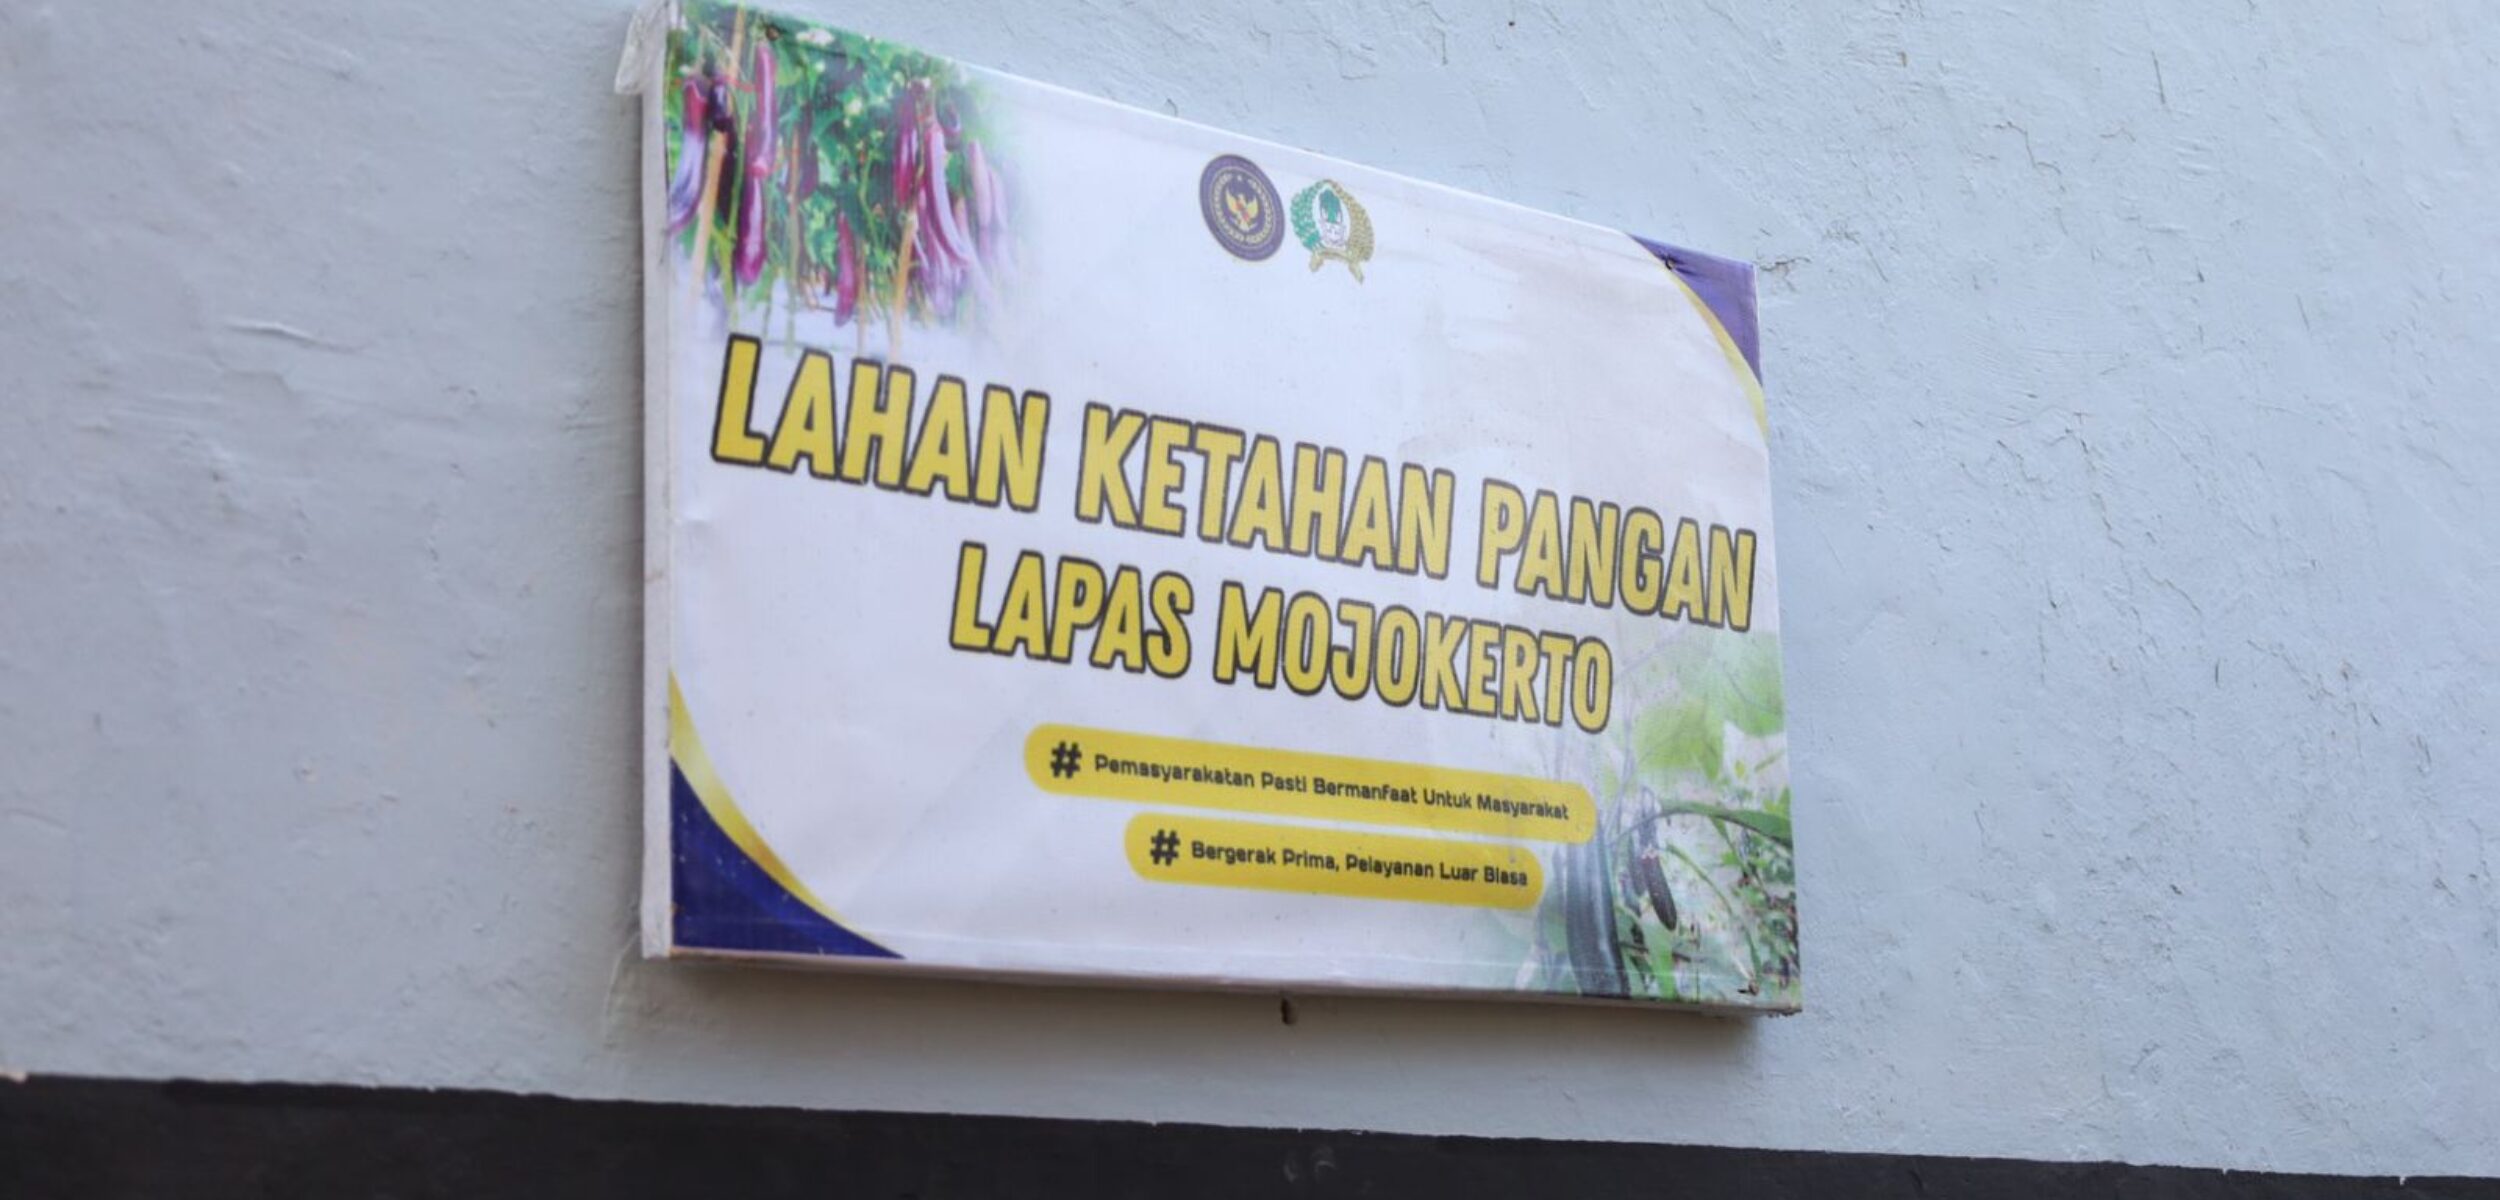 LAHAN KETAHAN PANGAN
LAPAS MOJOKERTO
# Pemasyarakatan Pasti Bermanfaat Untuk Masyarakat
# Bergerak Prima, Pelayanan Luar Biasa